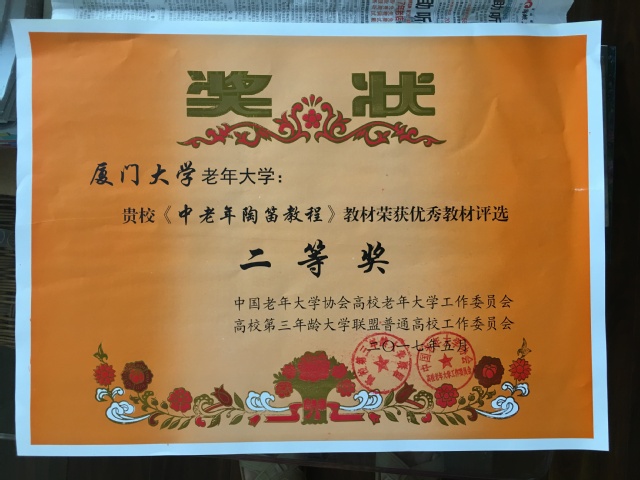 奖状
厦门大学老年大学：
贵校《中老年陶笛教程》教材荣获优秀教材评选
二等奖
中国老年大学协会高校老年大学工作委员会
高校第三年龄大学联盟普通高校工作委员会
二〇一七年五月